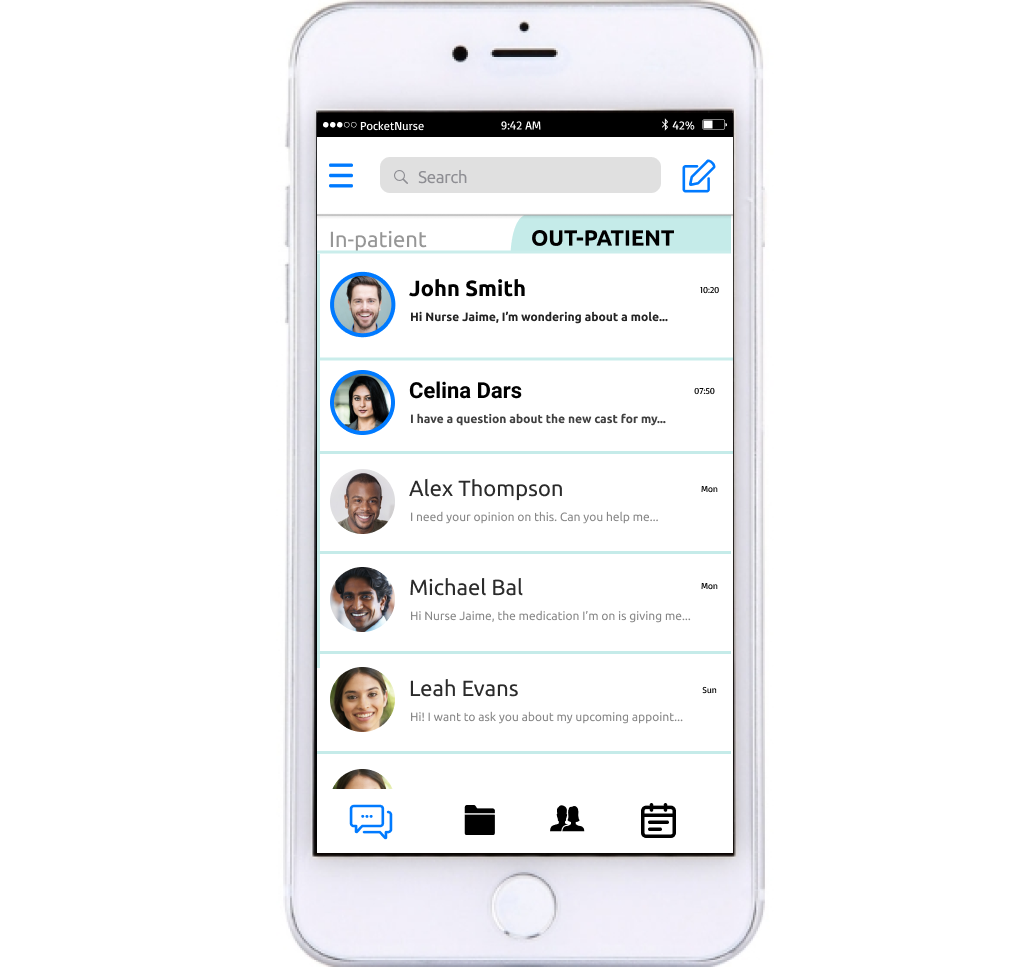 PocketNurse 9:42 AM 42%
Search
In-patient OUT-PATIENT
John Smith 10:20
Hi Nurse Jaime, I'm wondering about a mole...
Celina Dars 07:50
I have a question about the new cast for my...
Alex Thompson Mon
I need your opinion on this. Can you help me...
Michael Bal Mon
Hi Nurse Jaime, the medication I'm on is giving me...
Leah Evans Sun
Hi! I want to ask you about my upcoming appoint...